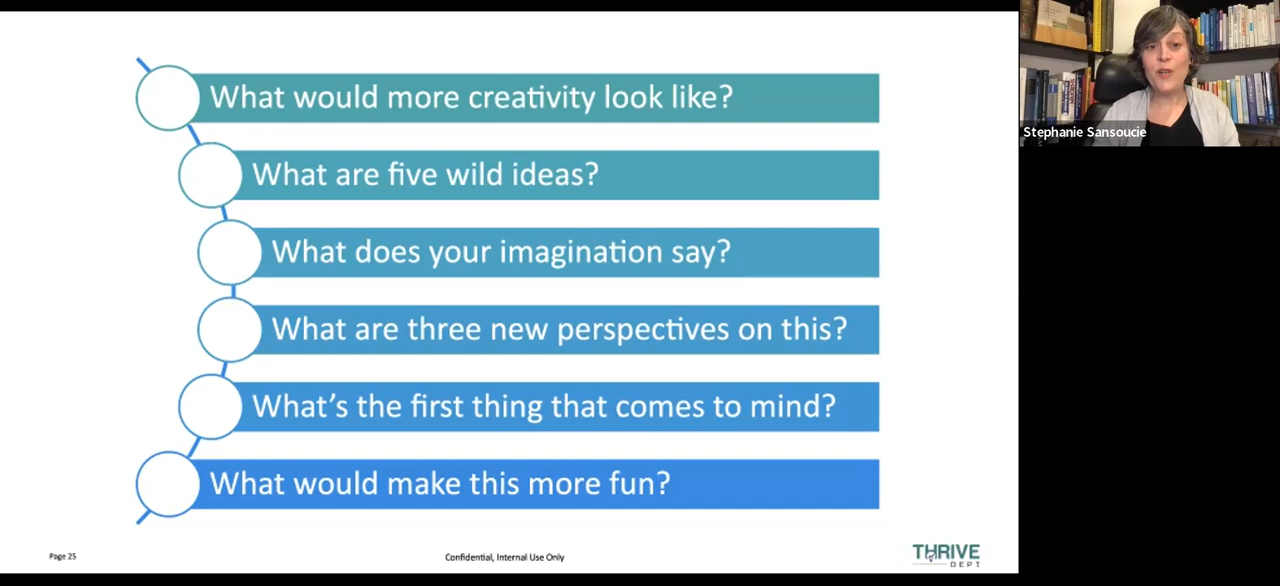 What would more creativity look like?
What are five wild ideas?
What does your imagination say?
What are three new perspectives on this?
What's the first thing that comes to mind?
What would make this more fun?
Page 25
Confidential, Internal Use Only
THRIVE
DEPT
Stephanie Sansoucie